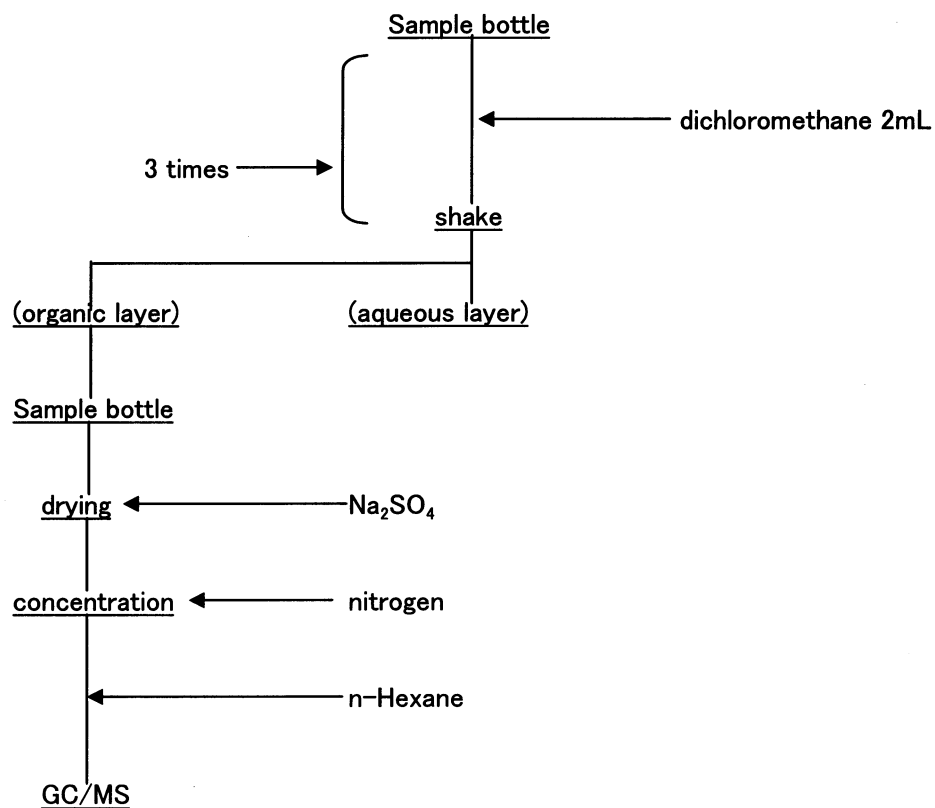 Sample bottle
dichloromethane 2mL
3 times
shake
(organic layer)
(aqueous layer)
Sample bottle
drying
Na₂SO₄
concentration
nitrogen
n-Hexane
GC/MS